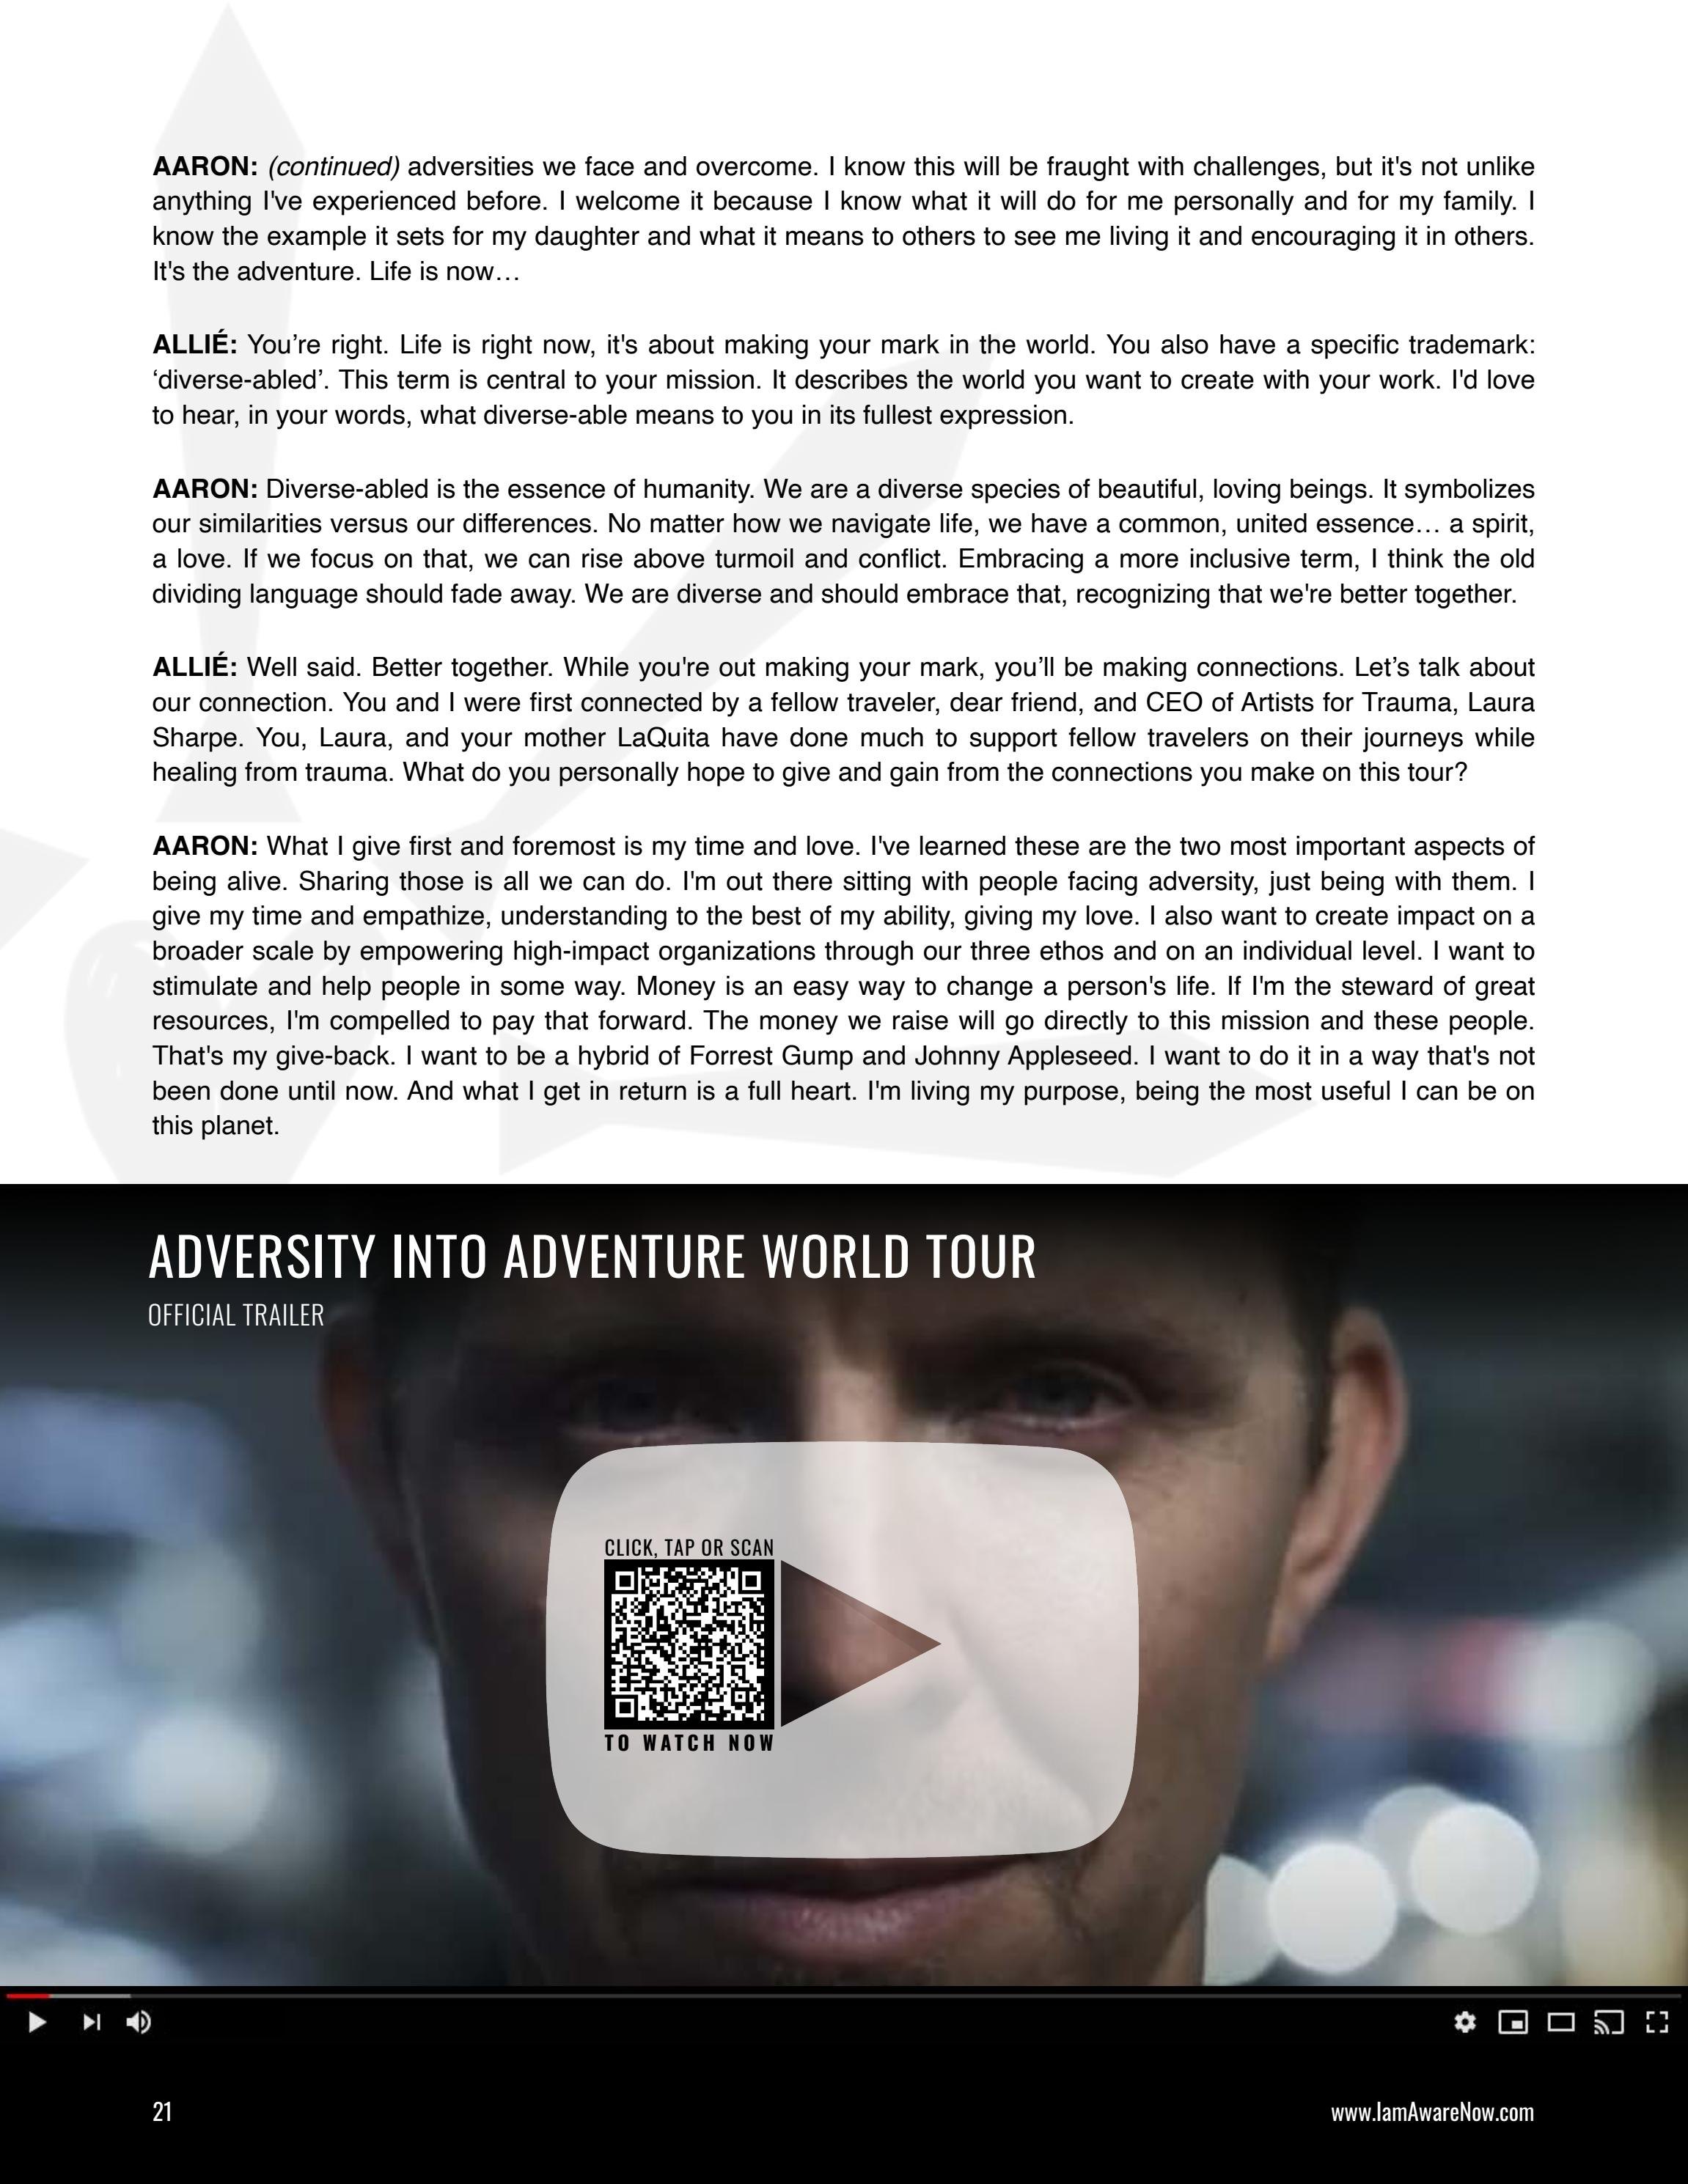 AARON: (continued) adversities we face and overcome. I know this will be fraught with challenges, but it's not unlike
anything I've experienced before. I welcome it because I know what it will do for me personally and for my family. I
know the example it sets for my daughter and what it means to others to see me living it and encouraging it in others.
It's the adventure. Life is now…
ALLIÉ: You’re right. Life is right now, it's about making your mark in the world. You also have a specific trademark:
‘diverse-abled’. This term is central to your mission. It describes the world you want to create with your work. I'd love
to hear, in your words, what diverse-able means to you in its fullest expression.
AARON: Diverse-abled is the essence of humanity. We are a diverse species of beautiful, loving beings. It symbolizes
our similarities versus our differences. No matter how we navigate life, we have a common, united essence… a spirit,
a love. If we focus on that, we can rise above turmoil and conflict. Embracing a more inclusive term, I think the old
dividing language should fade away. We are diverse and should embrace that, recognizing that we're better together.
ALLIÉ: Well said. Better together. While you're out making your mark, you’ll be making connections. Let’s talk about
our connection. You and I were first connected by a fellow traveler, dear friend, and CEO of Artists for Trauma, Laura
Sharpe. You, Laura, and your mother LaQuita have done much to support fellow travelers on their journeys while
healing from trauma. What do you personally hope to give and gain from the connections you make on this tour?
AARON: What I give first and foremost is my time and love. I've learned these are the two most important aspects of
being alive. Sharing those is all we can do. I'm out there sitting with people facing adversity, just being with them. I
give my time and empathize, understanding to the best of my ability, giving my love. I also want to create impact on a
broader scale by empowering high-impact organizations through our three ethos and on an individual level. I want to
stimulate and help people in some way. Money is an easy way to change a person's life. If I'm the steward of great
resources, I'm compelled to pay that forward. The money we raise will go directly to this mission and these people.
That's my give-back. I want to be a hybrid of Forrest Gump and Johnny Appleseed. I want to do it in a way that's not
been done until now. And what I get in return is a full heart. I'm living my purpose, being the most useful I can be on
this planet.
ADVERSITY INTO ADVENTURE WORLD TOUR
OFFICIAL TRAILER
CLICK, TAP OR SCAN
TO WATCH NOW
21
www.IamAwareNow.com